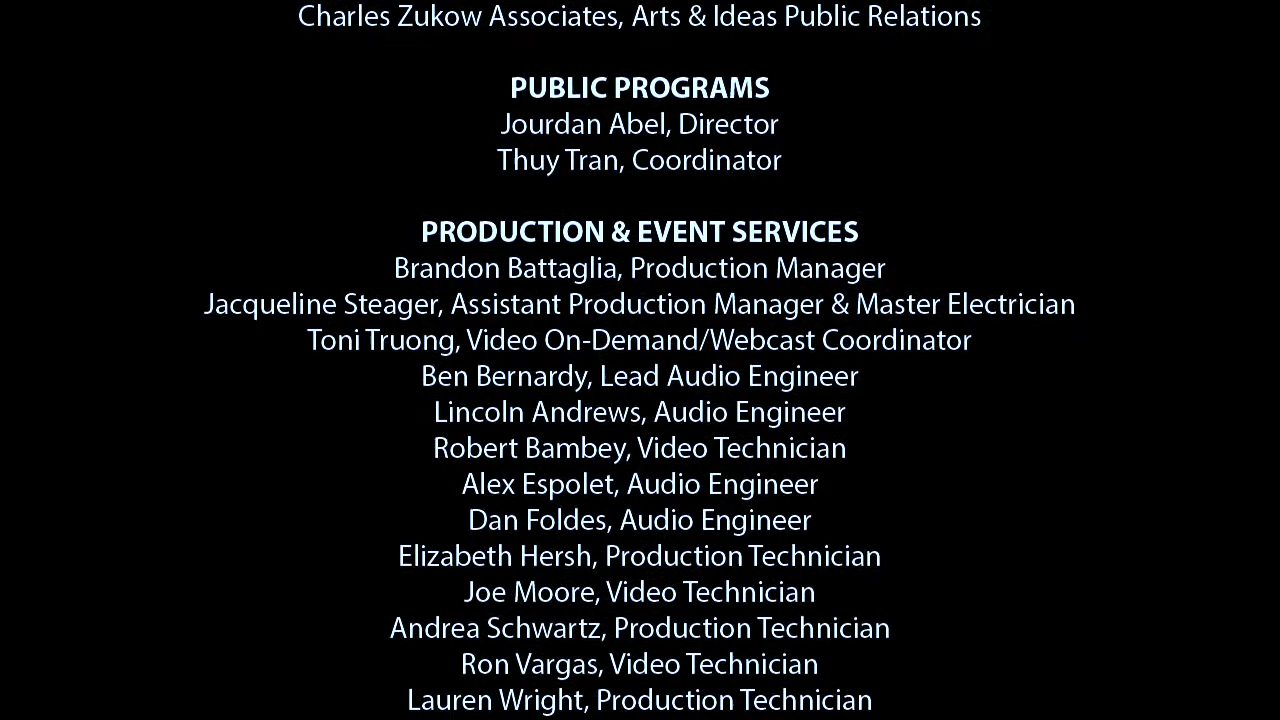 Charles Zukow Associates, Arts & Ideas Public Relations
PUBLIC PROGRAMS
Jourdan Abel, Director
Thuy Tran, Coordinator
PRODUCTION & EVENT SERVICES
Brandon Battaglia, Production Manager
Jacqueline Steager, Assistant Production Manager & Master Electrician
Toni Truong, Video On-Demand/Webcast Coordinator
Ben Bernardy, Lead Audio Engineer
Lincoln Andrews, Audio Engineer
Robert Bambey, Video Technician
Alex Espolet, Audio Engineer
Dan Foldes, Audio Engineer
Elizabeth Hersh, Production Technician
Joe Moore, Video Technician
Andrea Schwartz, Production Technician
Ron Vargas, Video Technician
Lauren Wright, Production Technician